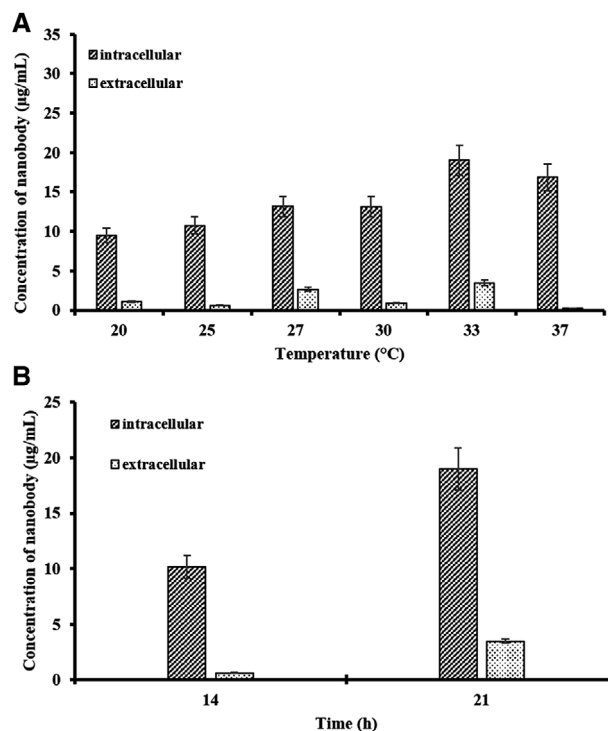 A
Concentration of nanobody (µg/mL)
35
30
25
20
15
10
5
0
intracellular
extracellular
20 25 27 30 33 37
Temperature (°C)
B
Concentration of nanobody (µg/mL)
25
20
15
10
5
0
intracellular
extracellular
14 21
Time (h)